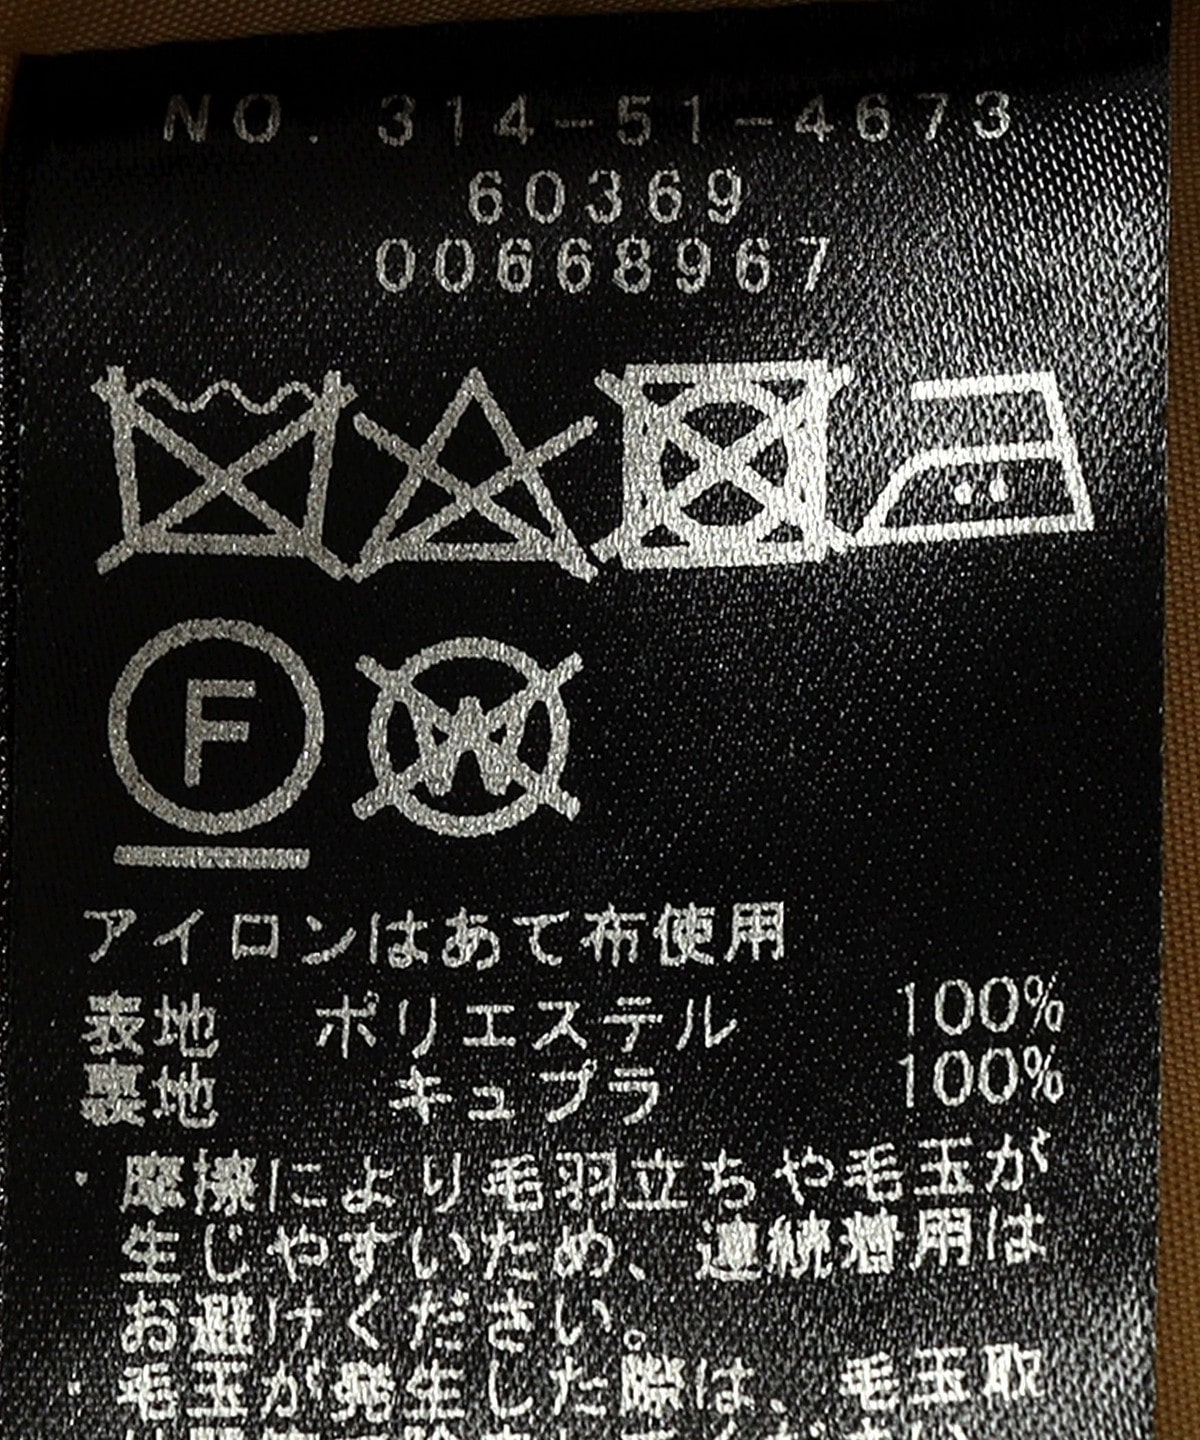 NO. 314-51-4673
60369
00668967
F
W
アイロンはあて布使用
表地 ポリエステル 100%
裏地 キュプラ 100%
・摩擦により毛羽立ちや毛玉が
生じやすいため、連続着用は
お避けください。
・毛玉が発生した際は、毛玉取